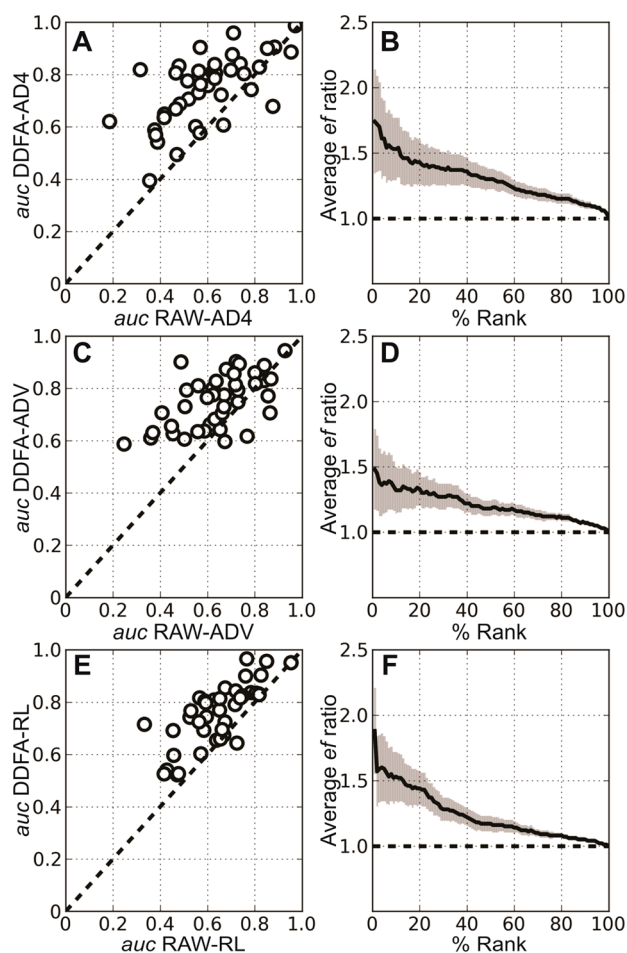 A
auc DDFA-AD4
1.0
0.8
0.6
0.4
0.2
0
0 0.2 0.4 0.6 0.8 1.0
auc RAW-AD4
B
Average ef ratio
2.5
2.0
1.5
1.0
0 20 40 60 80 100
% Rank
C
auc DDFA-ADV
1.0
0.8
0.6
0.4
0.2
0
0 0.2 0.4 0.6 0.8 1.0
auc RAW-ADV
D
Average ef ratio
2.5
2.0
1.5
1.0
0 20 40 60 80 100
% Rank
E
auc DDFA-RL
1.0
0.8
0.6
0.4
0.2
0
0 0.2 0.4 0.6 0.8 1.0
auc RAW-RL
F
Average ef ratio
2.5
2.0
1.5
1.0
0 20 40 60 80 100
% Rank